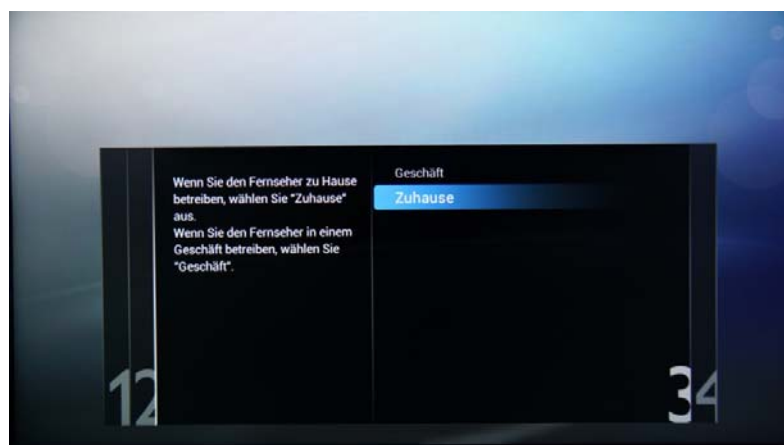 Wenn Sie den Fernseher zu Hause
betreiben, wählen Sie "Zuhause"
aus.
Wenn Sie den Fernseher in einem
Geschäft betreiben, wählen Sie
"Geschäft".
Geschäft
Zuhause
12
34